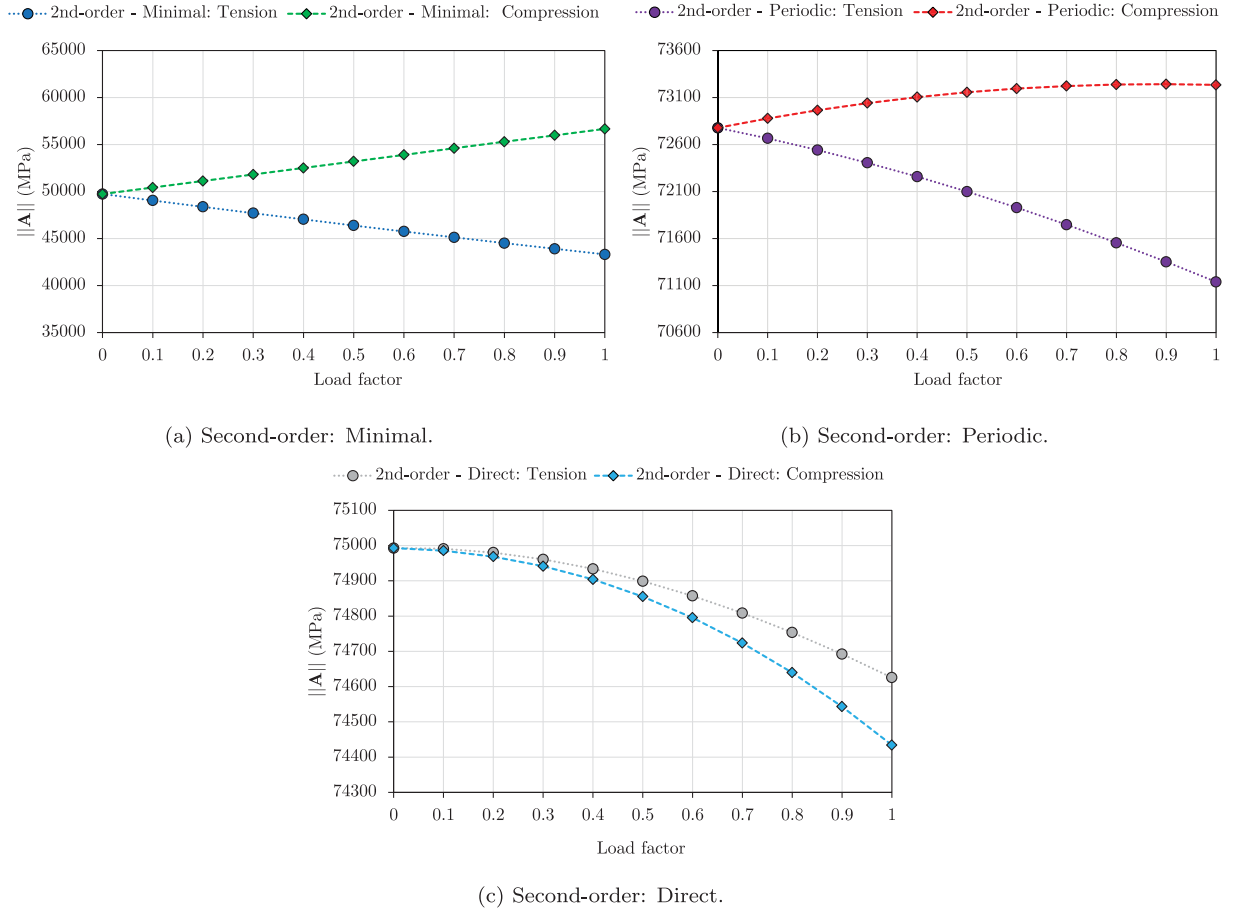 2nd-order - Minimal: Tension 2nd-order - Minimal: Compression
||A|| (MPa)
65000
60000
55000
50000
45000
40000
35000
0 0.1 0.2 0.3 0.4 0.5 0.6 0.7 0.8 0.9 1
Load factor
(a) Second-order: Minimal.
2nd-order - Periodic: Tension 2nd-order - Periodic: Compression
||A|| (MPa)
73600
73100
72600
72100
71600
71100
70600
0 0.1 0.2 0.3 0.4 0.5 0.6 0.7 0.8 0.9 1
Load factor
(b) Second-order: Periodic.
2nd-order - Direct: Tension 2nd-order - Direct: Compression
||A|| (MPa)
75100
75000
74900
74800
74700
74600
74500
74400
74300
0 0.1 0.2 0.3 0.4 0.5 0.6 0.7 0.8 0.9 1
Load factor
(c) Second-order: Direct.